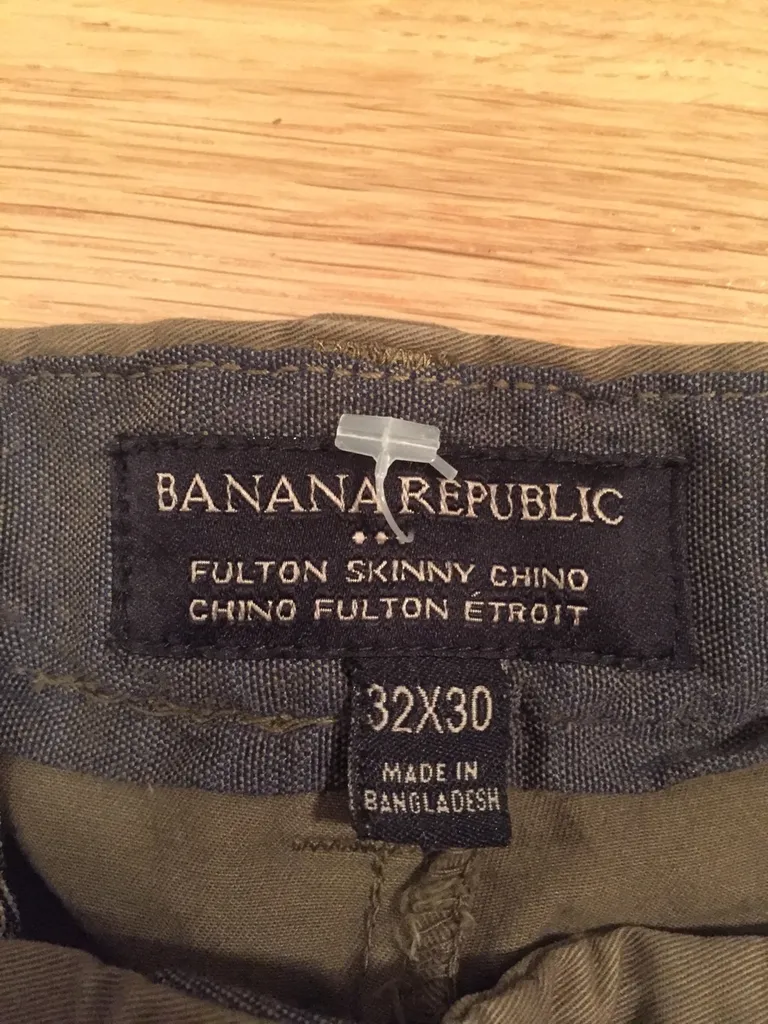 BANANA REPUBLIC
FULTON SKINNY CHINO
CHINO FULTON ÉTROIT
32X30
MADE IN
BANGLADESH